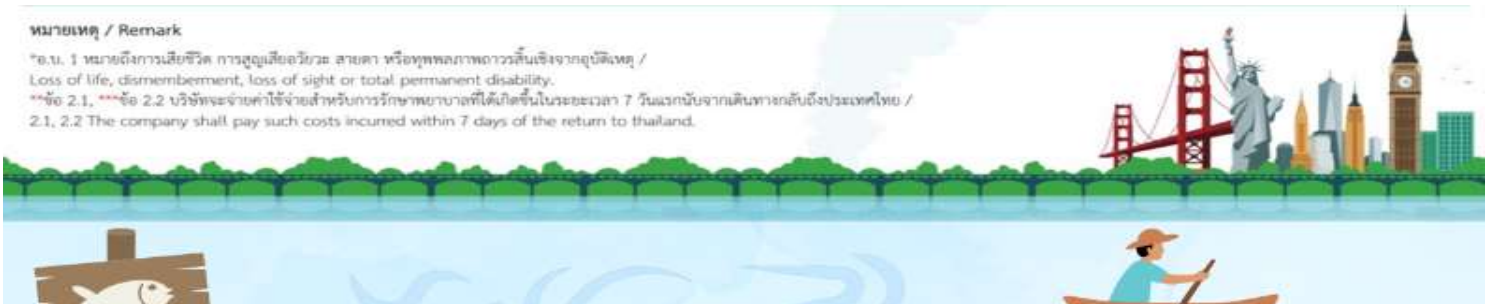 หมายเหตุ / Remark
*อ.บ. 1 หมายถึงการเสียชีวิต การสูญเสียอวัยวะ สายตา หรือทุพพลภาพถาวรสิ้นเชิงจากอุบัติเหตุ /
Loss of life, dismemberment, loss of sight or total permanent disability.
**ข้อ 2.1, ***ข้อ 2.2 บริษัทจะจ่ายค่าใช้จ่ายสำหรับการรักษาพยาบาลที่ได้เกิดขึ้นในระยะเวลา 7 วันแรกนับจากเดินทางกลับถึงประเทศไทย /
2.1, 2.2 The company shall pay such costs incurred within 7 days of the return to thailand.